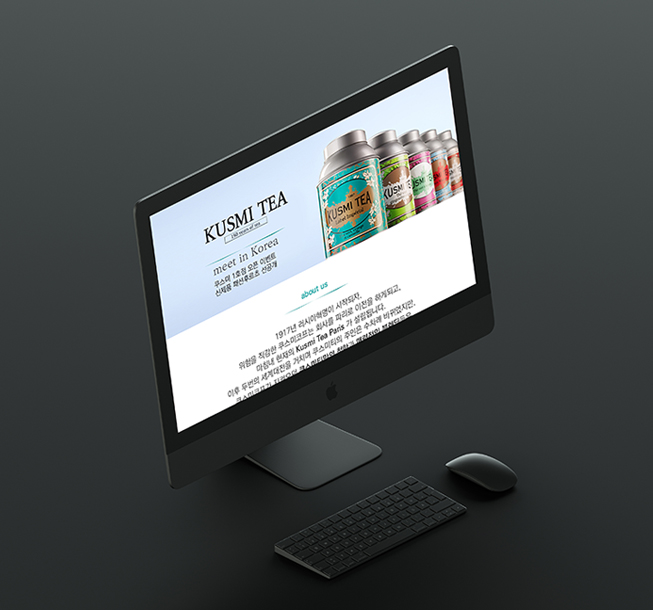 KUSMI TEA
150 years of tea
meet in Korea
쿠스미 1호점 오픈 이벤트
신제품 패션후르츠 선공개
KUSMI TEA
KUSMI
KUSMI TEA
about us
1917년 러시아혁명이 시작되자,
위험을 직감한 쿠스미코프는 회사를 파리로 이전을 하게되고,
마침내 현재의 Kusmi Tea Paris 가 설립됩니다.
이후 두번의 세계대전을 거치며 쿠스미티의 주인은 수차례 바뀌었지만,